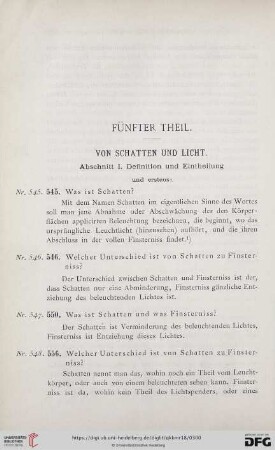 FÜNFTER THEIL.
VON SCHATTEN UND LICHT.
Abschnitt I. Definition und Eintheilung
und erstens:
Nr. 545. 545. Was ist Schatten?
Mit dem Namen Schatten im eigentlichen Sinne des Wortes
soll man jene Abnahme oder Abschwächung des den Körper-
flächen applicirten Beleuchtung bezeichnen, die beginnt, wo das
ursprüngliche Leuchtlicht (hinzusehen) aufhört, und die ihren
Abschluss in der vollen Finsterniss findet.¹)
Nr. 546. 546. Welcher Unterschied ist von Schatten zu Finster-
niss?
Der Unterschied zwischen Schatten und Finsterniss ist der,
dass Schatten nur eine Abminderung, Finsterniss gänzliche Ent-
ziehung des beleuchtenden Lichtes ist.
Nr. 547. 550. Was ist Schatten und was Finsterniss?
Der Schatten ist Verminderung des beleuchtenden Lichtes,
Finsterniss ist Entziehung dieses Lichtes.
Nr. 548. Welcher Unterschied ist von Schatten zu Finster-
niss?
Schatten nennt man das, wohin noch ein Theil vom Leucht-
körper, oder auch von einem beleuchteten sehen kann. Finster-
niss ist da, wohin kein Theil des Lichtspenders, oder eines
UNIVERSITÄTS-
BIBLIOTHEK
HEIDELBERG
© Universitätsbibliothek Heidelberg
DFG